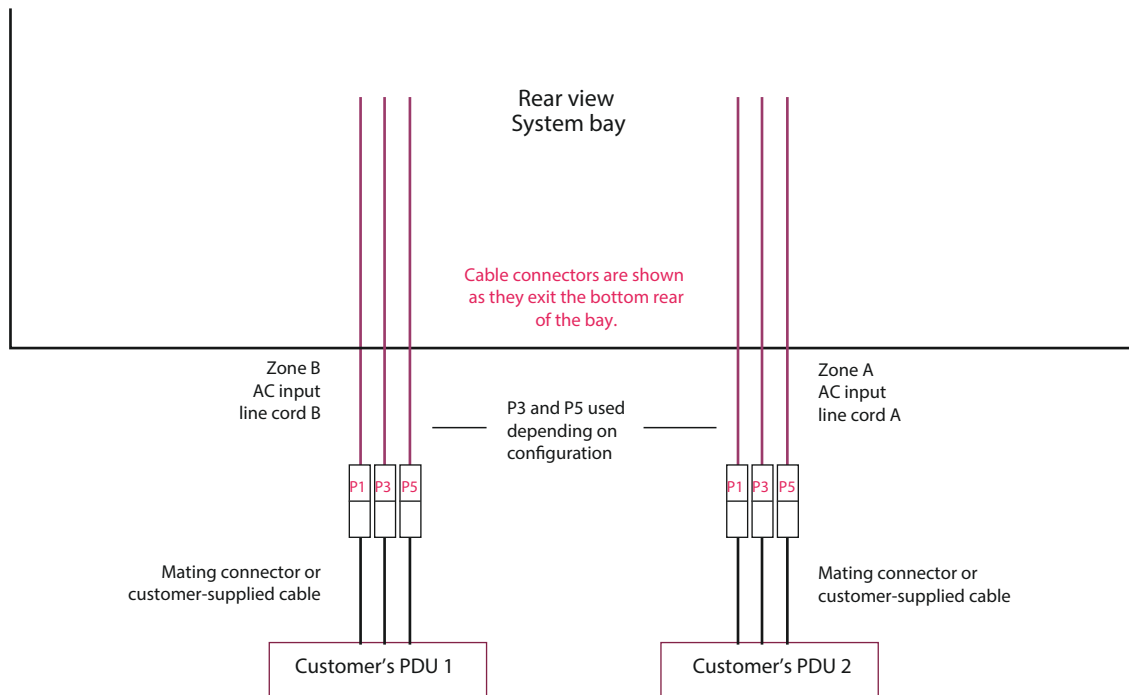 Rear view
System bay
Cable connectors are shown
as they exit the bottom rear
of the bay.
Zone B
AC input
line cord B
P3 and P5 used
depending on
configuration
Zone A
AC input
line cord A
P1
P3
P5
P1
P3
P5
Mating connector or
customer-supplied cable
Mating connector or
customer-supplied cable
Customer’s PDU 1
Customer’s PDU 2